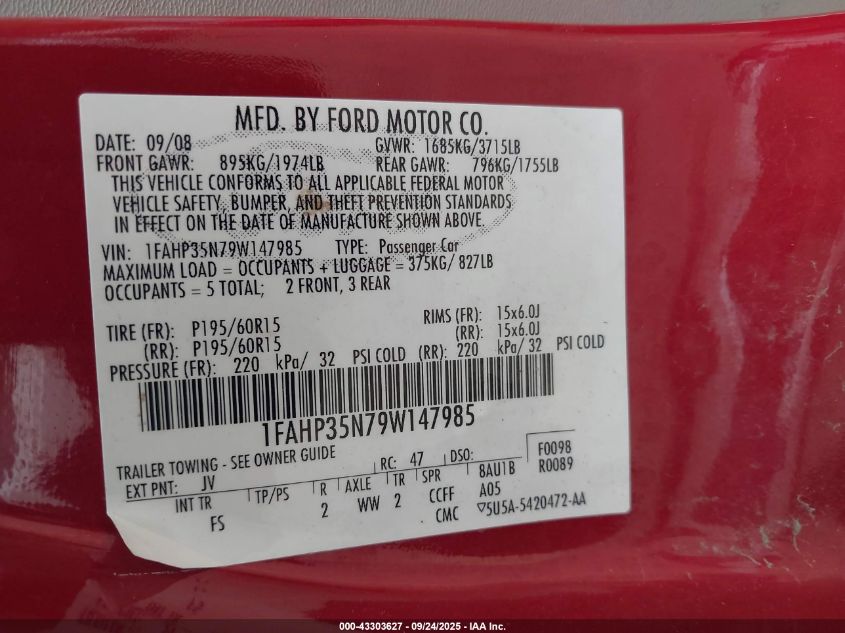 MFD. BY FORD MOTOR CO.
DATE: 09/08 GVWR: 1685KG/3715LB
FRONT GAWR: 895KG/1974LB REAR GAWR: 796KG/1755LB
THIS VEHICLE CONFORMS TO ALL APPLICABLE FEDERAL MOTOR
VEHICLE SAFETY, BUMPER, AND THEFT PREVENTION STANDARDS
IN EFFECT ON THE DATE OF MANUFACTURE SHOWN ABOVE.
VIN: 1FAHP35N79W147985 TYPE: Passenger Car
MAXIMUM LOAD = OCCUPANTS + LUGGAGE = 375KG/ 827LB
OCCUPANTS = 5 TOTAL; 2 FRONT, 3 REAR
TIRE (FR): P195/60R15 RIMS (FR): 15x6.0J
(RR): P195/60R15 (RR): 15x6.0J
PRESSURE (FR): 220 kPa/ 32 PSI COLD (RR): 220 kPa/ 32 PSI COLD
1FAHP35N79W147985
TRAILER TOWING - SEE OWNER GUIDE
EXT PNT: JV RC: 47 DSO: F0098
INT TR TP/PS R AXLE TR SPR 8AU1B R0089
FS 2 WW 2 CCFF A05
CMC ▽5U5A-5420472-AA
000-43303627 - 09/24/2025 - IAA Inc.